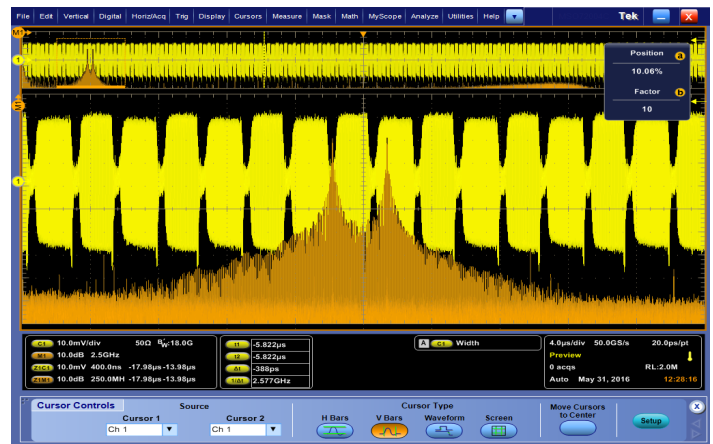 File Edit Vertical Digital Horiz/Acq Trig Display Cursors Measure Mask Math MyScope Analyze Utilities Help Tek X
M1
1
Position a
10.06%
Factor b
10
M1
1
C1 10.0mV/div 50Ω BW:18.0G
M1 10.0dB 2.5GHz
Z1C1 10.0mV 400.0ns -17.98µs-13.98µs
Z1M1 10.0dB 250.0MH -17.98µs-13.98µs
t1 -5.822µs
t2 -5.822µs
Δt -388ps
1/Δt 2.577GHz
A C1 Width
4.0µs/div 50.0GS/s 20.0ps/pt
Preview
0 acqs RL:2.0M
Auto May 31, 2016 12:28:16
Cursor Controls Source Cursor Type Move Cursors to Center X
Cursor 1 Cursor 2 H Bars V Bars Waveform Screen Setup
Ch 1 Ch 1